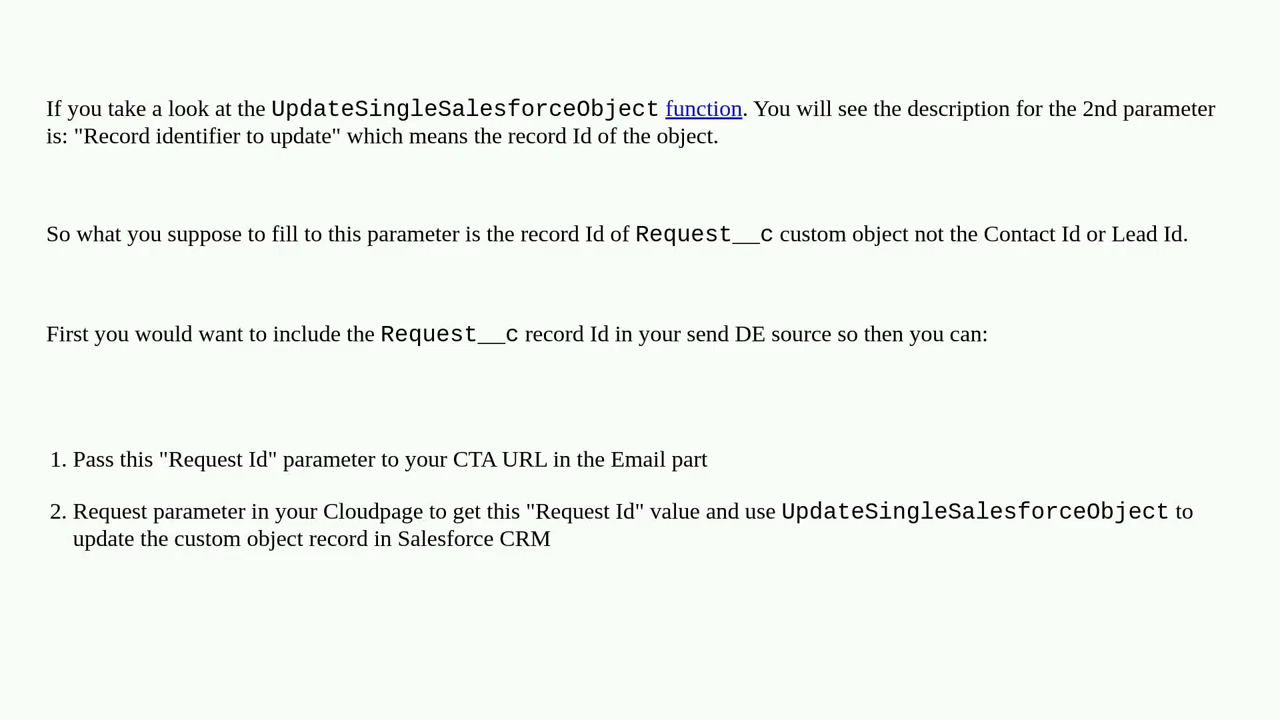 If you take a look at the UpdateSingleSalesforceObject function. You will see the description for the 2nd parameter
is: "Record identifier to update" which means the record Id of the object.
So what you suppose to fill to this parameter is the record Id of Request__c custom object not the Contact Id or Lead Id.
First you would want to include the Request__c record Id in your send DE source so then you can:
1. Pass this "Request Id" parameter to your CTA URL in the Email part
2. Request parameter in your Cloudpage to get this "Request Id" value and use UpdateSingleSalesforceObject to
update the custom object record in Salesforce CRM